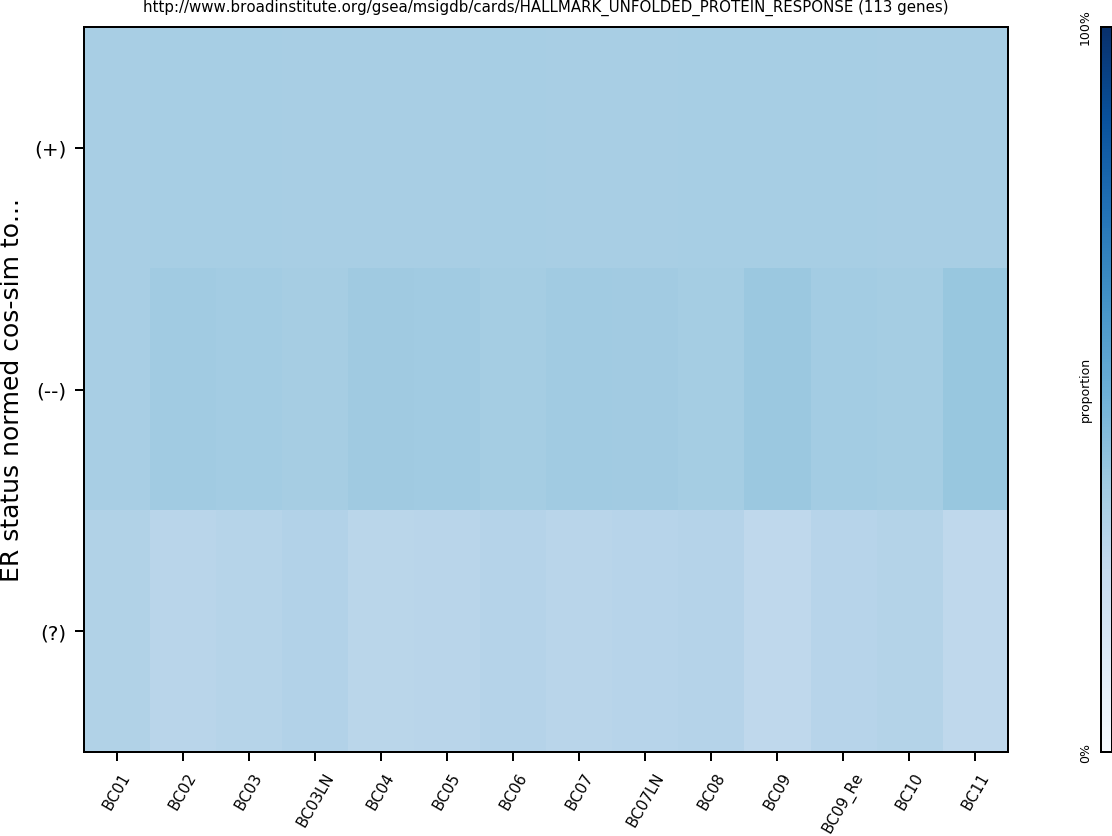 http://www.broadinstitute.org/gsea/msigdb/cards/HALLMARK_UNFOLDED_PROTEIN_RESPONSE (113 genes)
ER status normed cos-sim to...
(+)
(--)
(?)
BC01
BC02
BC03
BC03LN
BC04
BC05
BC06
BC07
BC07LN
BC08
BC09
BC09_Re
BC10
BC11
100%
proportion
0%